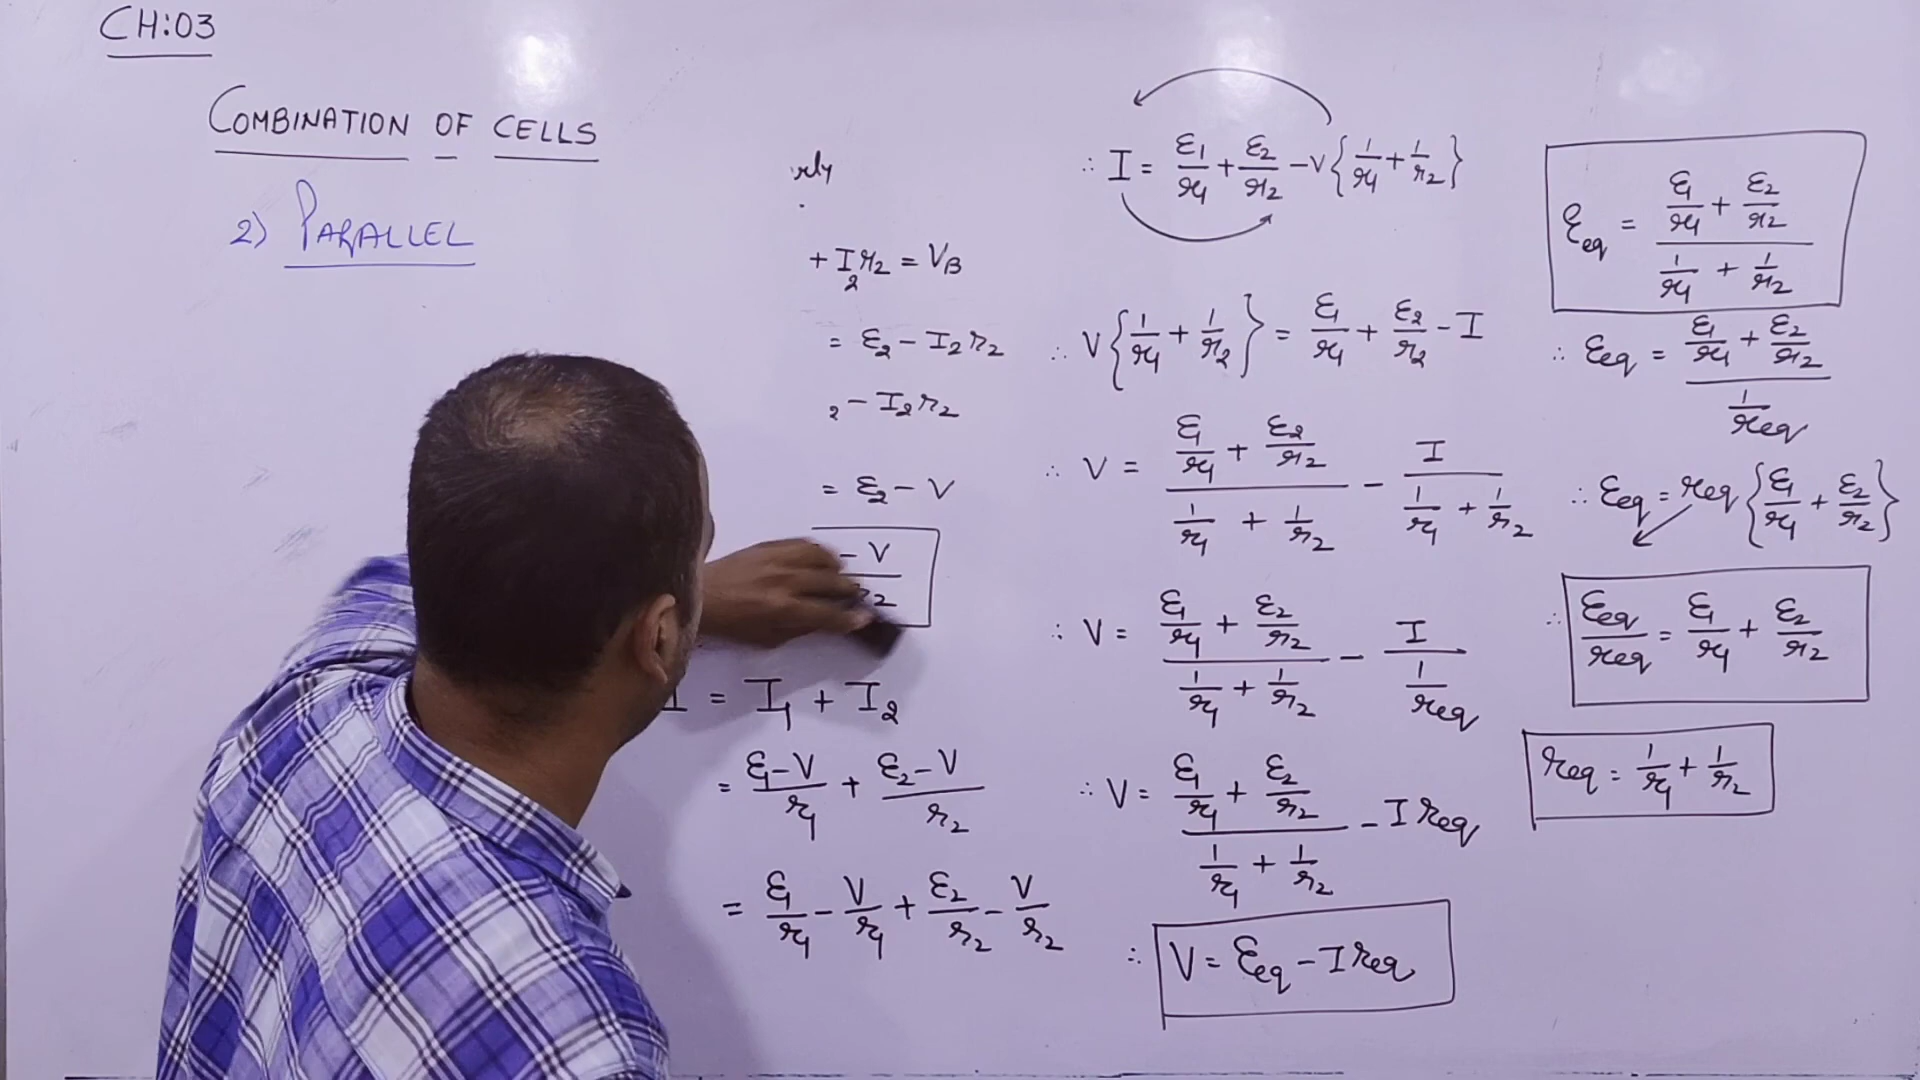 CH:03
COMBINATION OF CELLS
2) PARALLEL
+ I₂r₂ = V_B
= ε₂ - I₂r₂
₂ - I₂r₂
= ε₂ - V
- V
r₂
I = I₁ + I₂
= (ε₁-V)/r₁ + (ε₂-V)/r₂
= ε₁/r₁ - V/r₁ + ε₂/r₂ - V/r₂
∴ I = ε₁/r₁ + ε₂/r₂ - V{1/r₁ + 1/r₂}
∴ V{1/r₁ + 1/r₂} = ε₁/r₁ + ε₂/r₂ - I
∴ V = (ε₁/r₁ + ε₂/r₂)/(1/r₁ + 1/r₂) - I/(1/r₁ + 1/r₂)
∴ V = (ε₁/r₁ + ε₂/r₂)/(1/r₁ + 1/r₂) - I/(1/req)
∴ V = (ε₁/r₁ + ε₂/r₂)/(1/r₁ + 1/r₂) - I req
∴ V = εeq - I req
εeq = (ε₁/r₁ + ε₂/r₂)/(1/r₁ + 1/r₂)
∴ εeq = (ε₁/r₁ + ε₂/r₂)/(1/req)
∴ εeq = req{ε₁/r₁ + ε₂/r₂}
∴ εeq/req = ε₁/r₁ + ε₂/r₂
req = 1/r₁ + 1/r₂